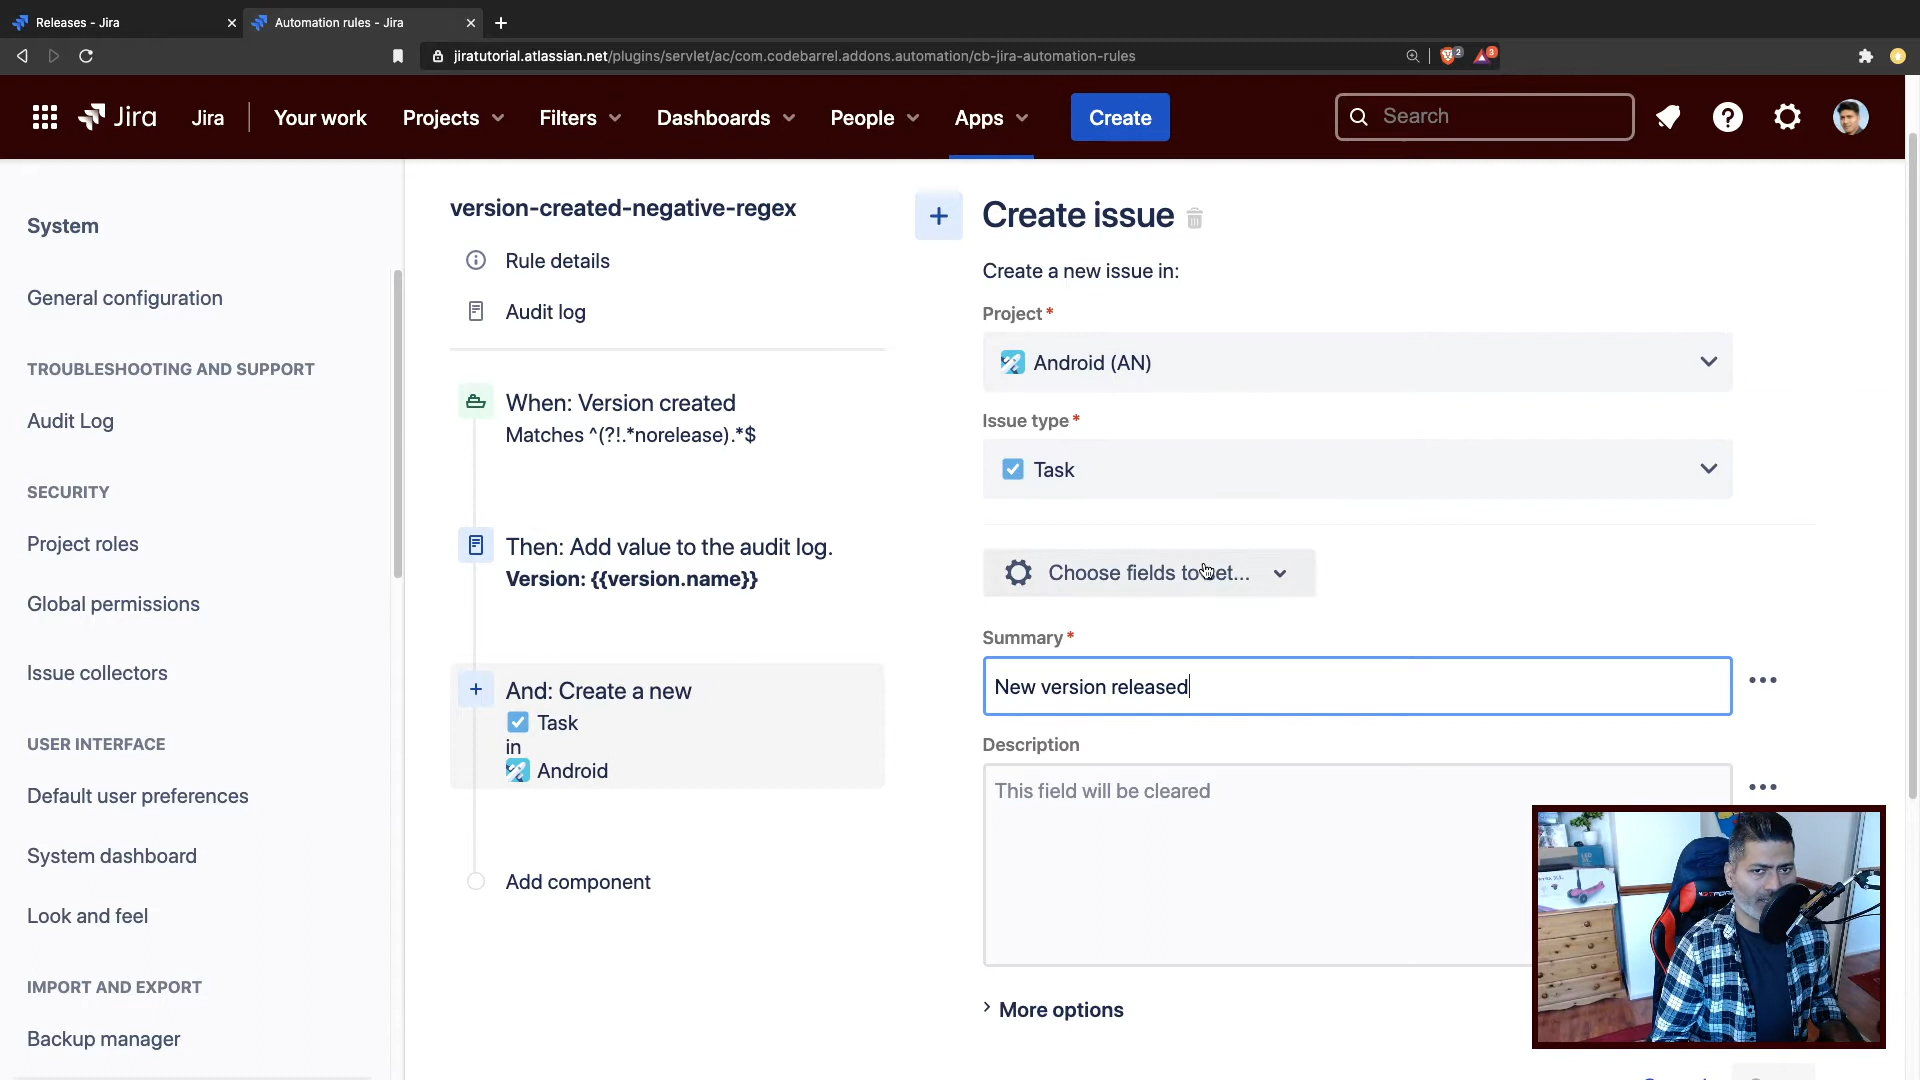 Releases - Jira
Automation rules - Jira
jiratutorial.atlassian.net/plugins/servlet/ac/com.codebarrel.addons.automation/cb-jira-automation-rules
2
3
Jira
Jira
Your work
Projects
Filters
Dashboards
People
Apps
Create
Search
System
General configuration
TROUBLESHOOTING AND SUPPORT
Audit Log
SECURITY
Project roles
Global permissions
Issue collectors
USER INTERFACE
Default user preferences
System dashboard
Look and feel
IMPORT AND EXPORT
Backup manager
version-created-negative-regex
Rule details
Audit log
When: Version created
Matches ^(?!.*norelease).*$
Then: Add value to the audit log.
Version: {{version.name}}
And: Create a new
Task
in
Android
Add component
Create issue
Create a new issue in:
Project*
Android (AN)
Issue type*
Task
Choose fields to set...
Summary*
New version released
Description
This field will be cleared
More options